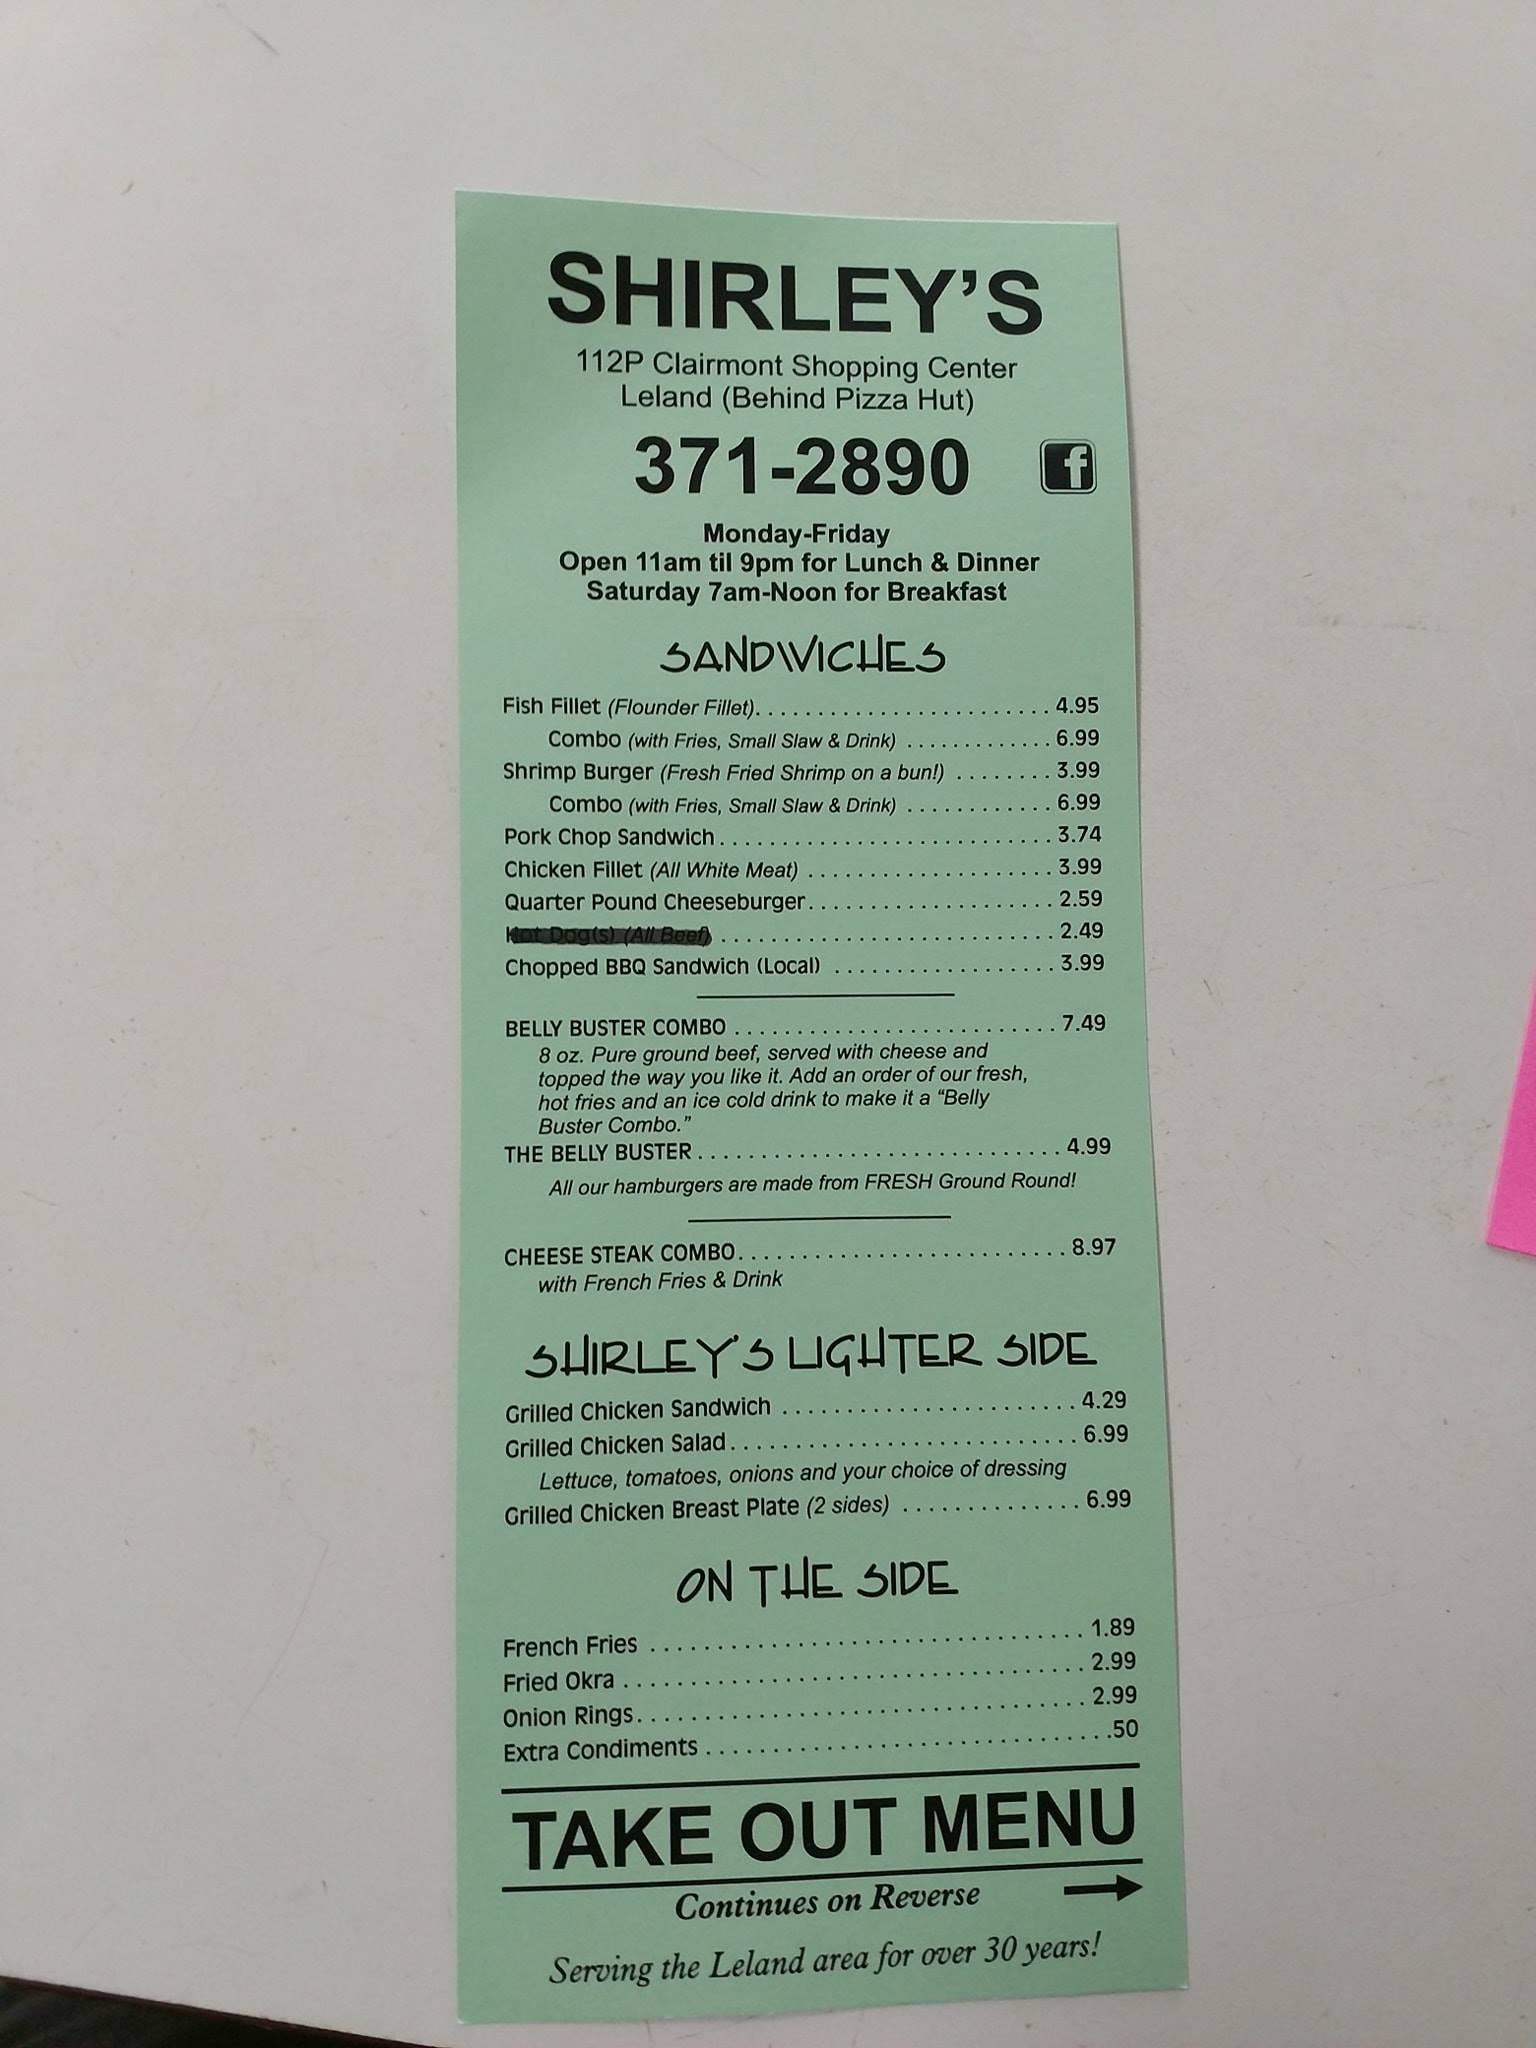 SHIRLEY'S
112P Clairmont Shopping Center
Leland (Behind Pizza Hut)
371-2890 f
Monday-Friday
Open 11am til 9pm for Lunch & Dinner
Saturday 7am-Noon for Breakfast
SANDWICHES
Fish Fillet (Flounder Fillet) 4.95
Combo (with Fries, Small Slaw & Drink) 6.99
Shrimp Burger (Fresh Fried Shrimp on a bun!) 3.99
Combo (with Fries, Small Slaw & Drink) 6.99
Pork Chop Sandwich 3.74
Chicken Fillet (All White Meat) 3.99
Quarter Pound Cheeseburger 2.59
Hot Dog(s) (All Beef) 2.49
Chopped BBQ Sandwich (Local) 3.99
BELLY BUSTER COMBO 7.49
8 oz. Pure ground beef, served with cheese and
topped the way you like it. Add an order of our fresh,
hot fries and an ice cold drink to make it a "Belly
Buster Combo."
THE BELLY BUSTER 4.99
All our hamburgers are made from FRESH Ground Round!
CHEESE STEAK COMBO 8.97
with French Fries & Drink
SHIRLEY'S LIGHTER SIDE
Grilled Chicken Sandwich 4.29
Grilled Chicken Salad 6.99
Lettuce, tomatoes, onions and your choice of dressing
Grilled Chicken Breast Plate (2 sides) 6.99
ON THE SIDE
French Fries 1.89
Fried Okra 2.99
Onion Rings 2.99
Extra Condiments .50
TAKE OUT MENU
Continues on Reverse
Serving the Leland area for over 30 years!